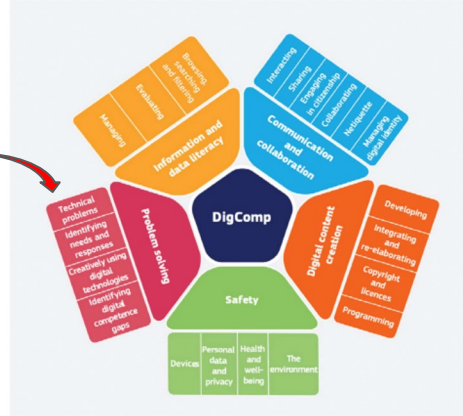 Browsing,
searching
and filtering
Evaluating
Managing
Information and
data literacy
Interacting
Sharing
Engaging
in citizenship
Collaborating
Netiquette
Managing
digital identity
Communication
and
collaboration
Technical
problems
Identifying
needs and
responses
Creatively using
digital
technologies
Identifying
digital
competence
gaps
Problem solving
DigComp
Digital content
creation
Developing
Integrating
and
re-elaborating
Copyright
and
licences
Programming
Safety
Devices
Personal
data
and
privacy
Health
and
well-
being
The
environment